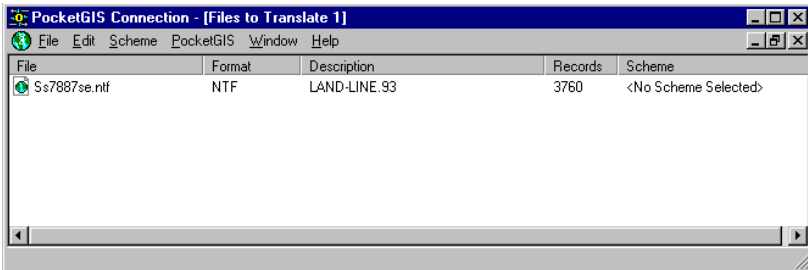 PocketGIS Connection - [Files to Translate 1]
File Edit Scheme PocketGIS Window Help
File Format Description Records Scheme
Ss7887se.ntf NTF LAND-LINE.93 3760 <No Scheme Selected>